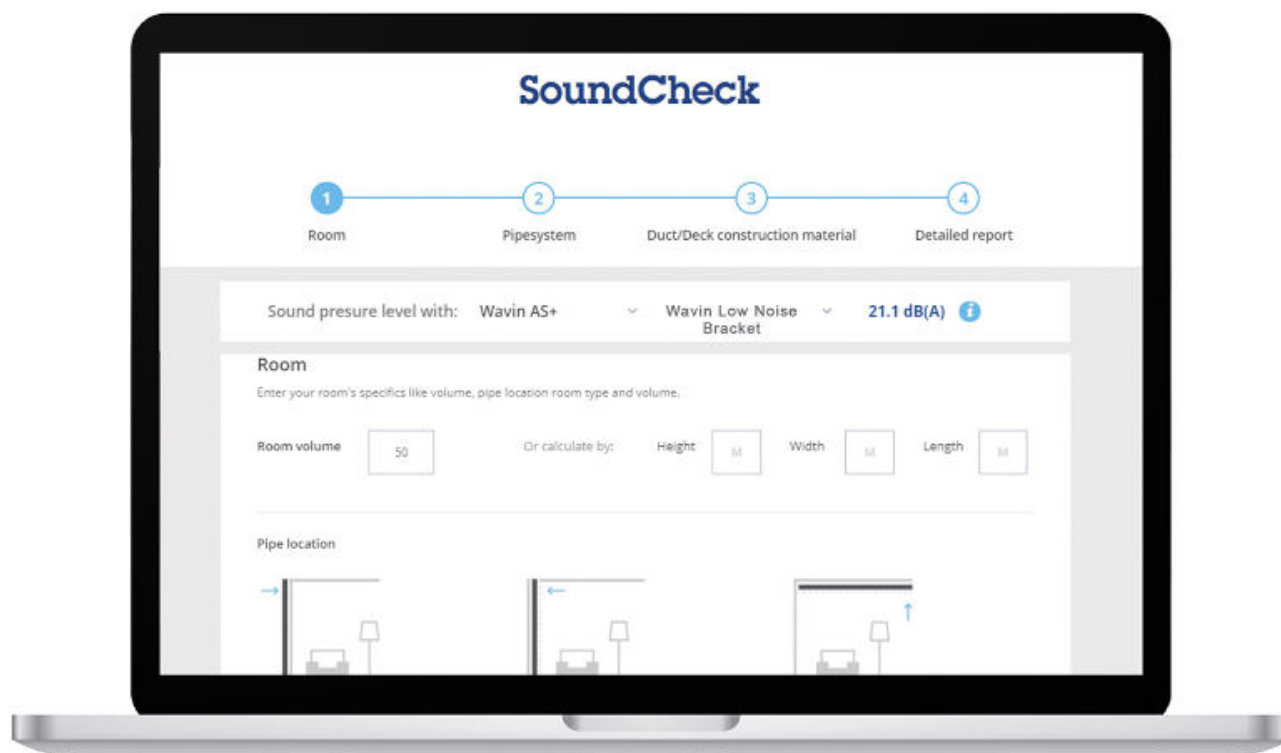 SoundCheck
1 2 3 4
Room Pipesystem Duct/Deck construction material Detailed report
Sound presure level with: Wavin AS+ Wavin Low Noise Bracket 21.1 dB(A) i
Room
Enter your room's specifics like volume, pipe location room type and volume.
Room volume 50 Or calculate by: Height M Width M Length M
Pipe location